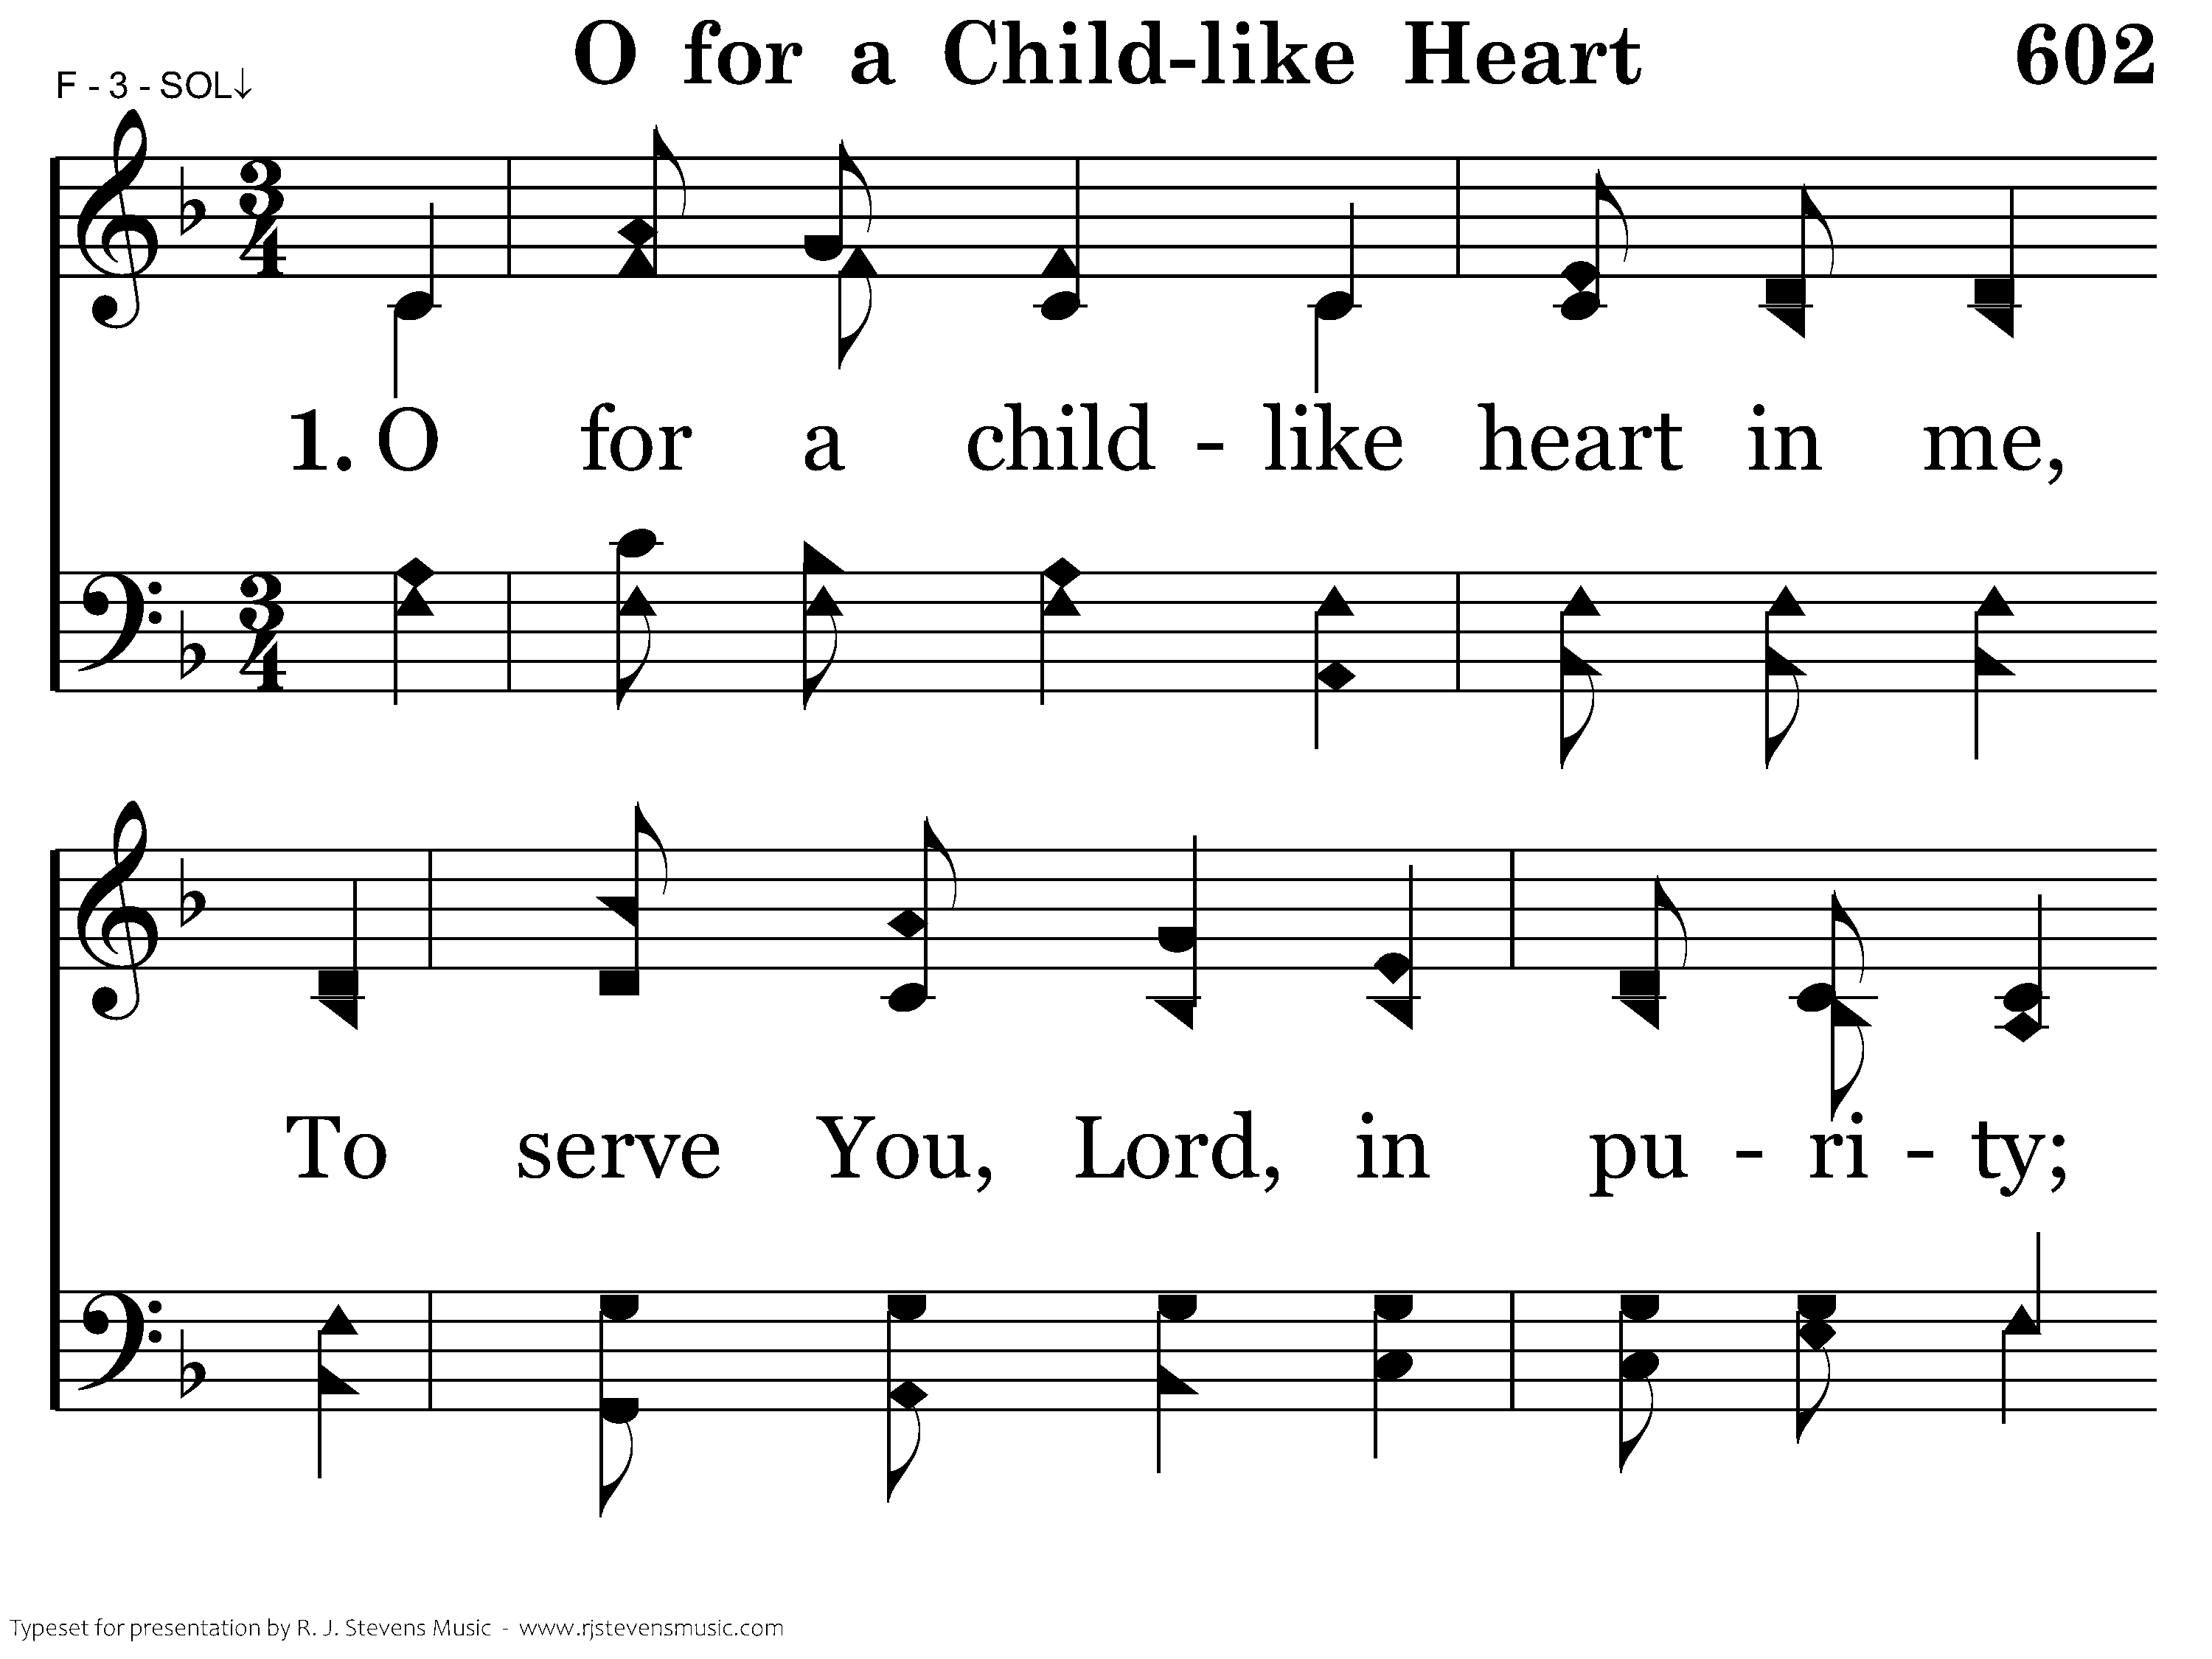 O for a Child-like Heart 602
F - 3 - SOL↓
1. O for a child - like heart in me,
To serve You, Lord, in pu - ri - ty;
Typeset for presentation by R. J. Stevens Music - www.rjstevensmusic.com